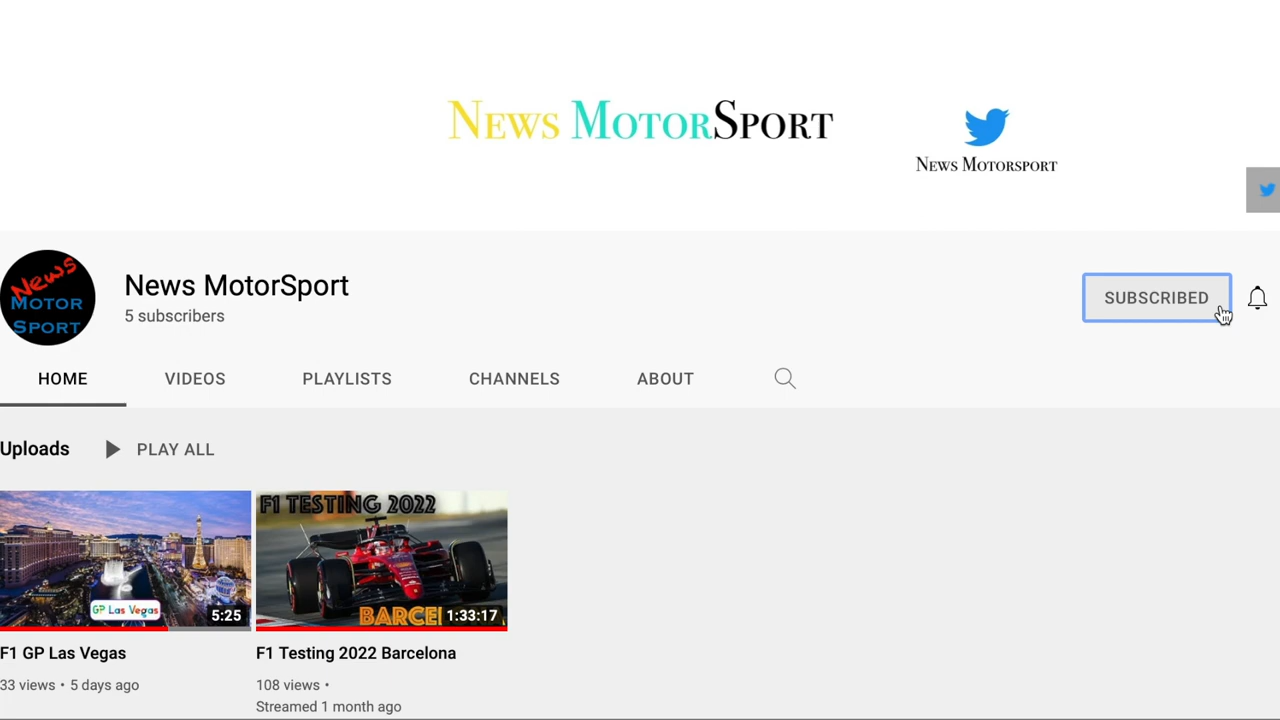 News MotorSport
News Motorsport
News
MOTOR
SPORT
News MotorSport
5 subscribers
SUBSCRIBED
HOME VIDEOS PLAYLISTS CHANNELS ABOUT
Uploads PLAY ALL
F1 TESTING 2022
GP Las Vegas
5:25
BARCE
1:33:17
F1 GP Las Vegas
33 views • 5 days ago
F1 Testing 2022 Barcelona
108 views •
Streamed 1 month ago